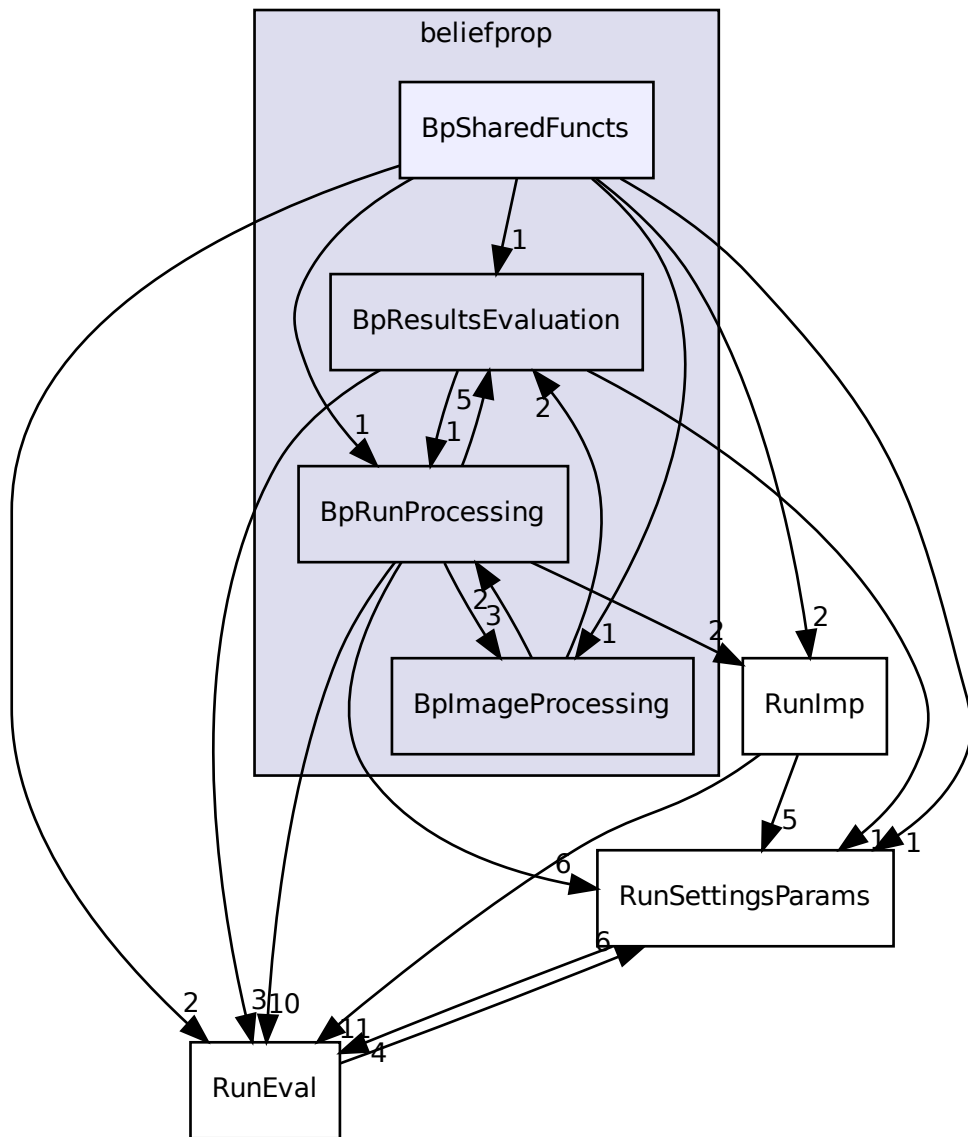 beliefprop
BpSharedFuncts
1
BpResultsEvaluation
5
2
1
1
BpRunProcessing
2
3
1
2
2
BpImageProcessing
RunImp
5
1
1
6
RunSettingsParams
6
2
3
10
11
4
RunEval